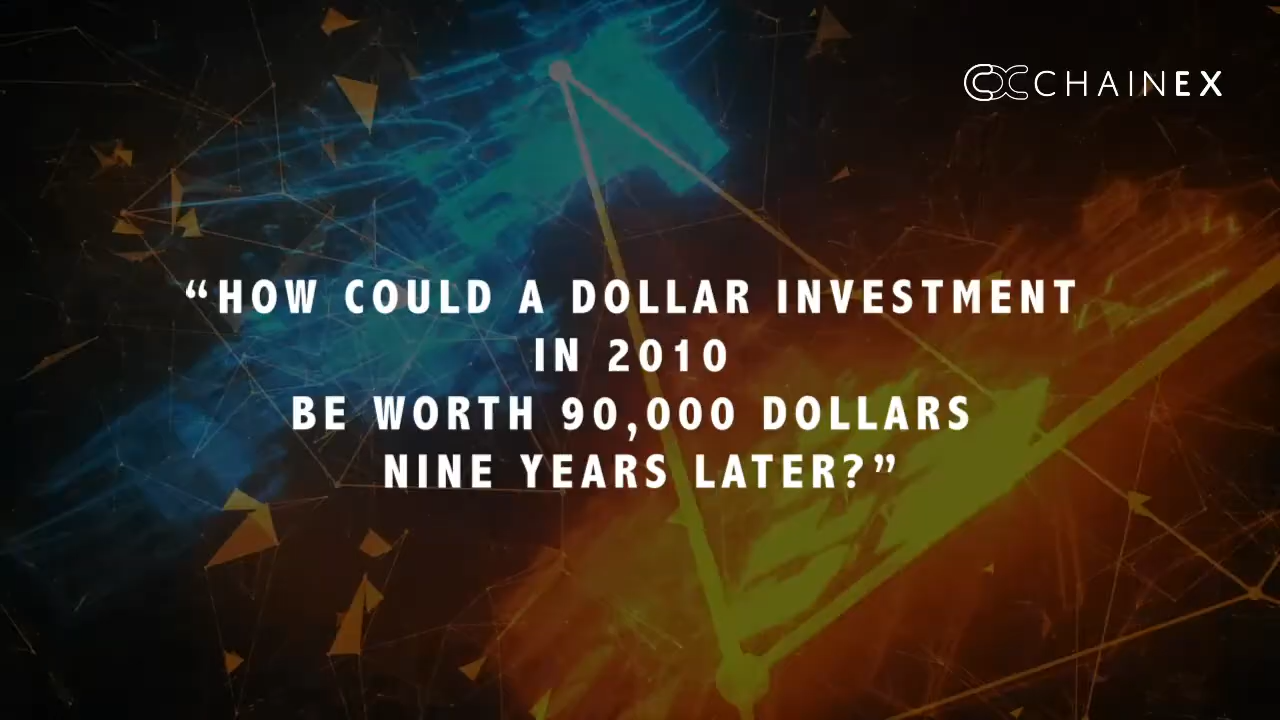 CHAINEX
“HOW COULD A DOLLAR INVESTMENT
IN 2010
BE WORTH 90,000 DOLLARS
NINE YEARS LATER?”